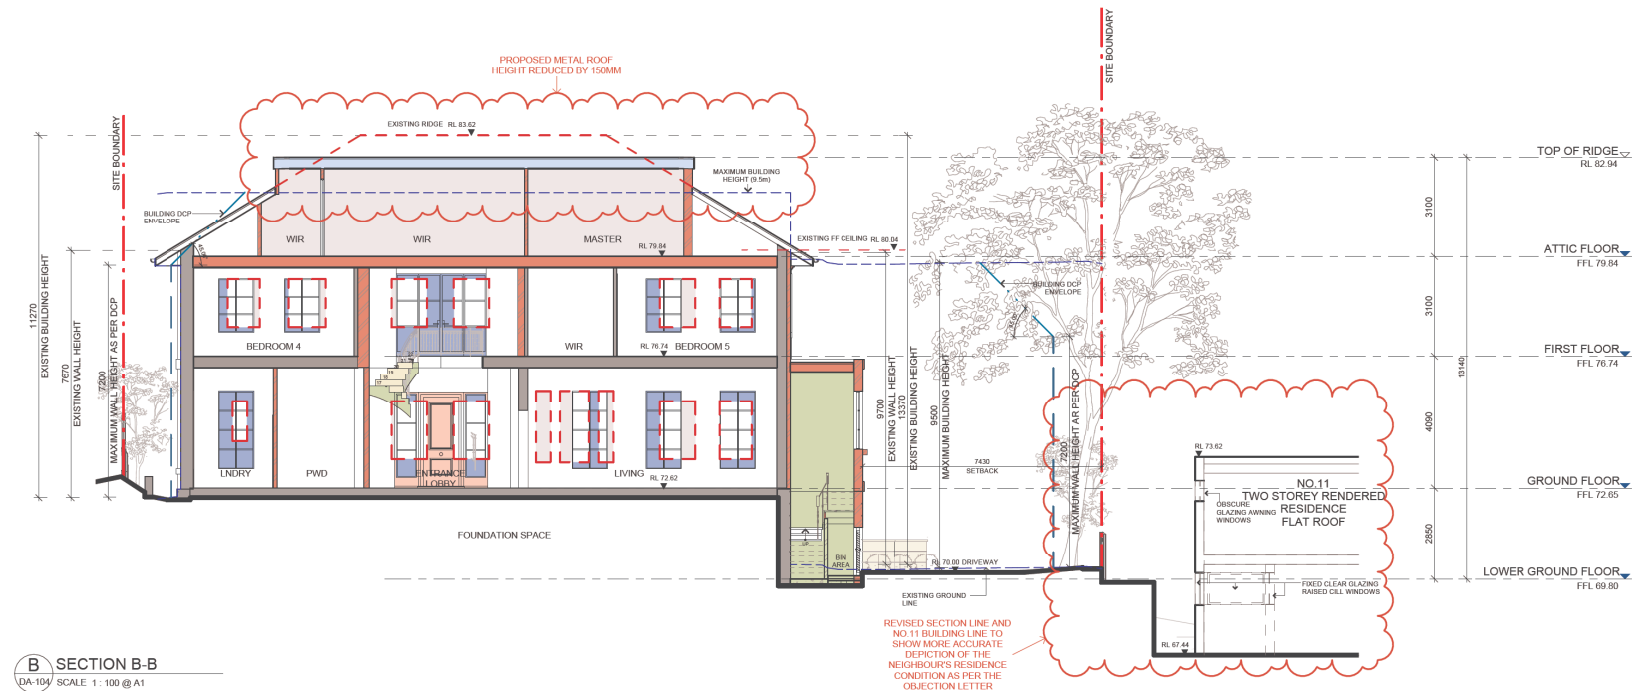 PROPOSED METAL ROOF
HEIGHT REDUCED BY 150MM
SITE BOUNDARY
SITE BOUNDARY
EXISTING RIDGE RL 83.62
MAXIMUM BUILDING
HEIGHT (9.5m)
BUILDING DCP
ENVELOPE
TOP OF RIDGE
RL 82.94
3100
WIR
WIR
MASTER
RL 79.84
EXISTING FF CEILING RL 80.04
ATTIC FLOOR
FFL 79.84
BUILDING DCP
ENVELOPE
11270
EXISTING BUILDING HEIGHT
7670
EXISTING WALL HEIGHT
7200
MAXIMUM WALL HEIGHT AS PER DCP
3100
BEDROOM 4
WIR
RL 76.74
BEDROOM 5
FIRST FLOOR
FFL 76.74
13140
4090
20
19
18
17
9700
EXISTING WALL HEIGHT
13370
EXISTING BUILDING HEIGHT
9500
MAXIMUM BUILDING HEIGHT
7200
MAXIMUM WALL HEIGHT AR PER DCP
7430
SETBACK
RL 73.62
LNDRY
PWD
ENTRANCE
LOBBY
LIVING
RL 72.62
NO.11
TWO STOREY RENDERED
RESIDENCE
FLAT ROOF
OBSCURE
GLAZING AWNING
WINDOWS
GROUND FLOOR
FFL 72.65
2850
FOUNDATION SPACE
UP
BIN
AREA
RL 70.00 DRIVEWAY
LOWER GROUND FLOOR
FFL 69.80
FIXED CLEAR GLAZING
RAISED CILL WINDOWS
EXISTING GROUND
LINE
REVISED SECTION LINE AND
NO.11 BUILDING LINE TO
SHOW MORE ACCURATE
DEPICTION OF THE
NEIGHBOUR'S RESIDENCE
CONDITION AS PER THE
OBJECTION LETTER
RL 67.44
B
DA-104
SECTION B-B
SCALE 1 : 100 @ A1